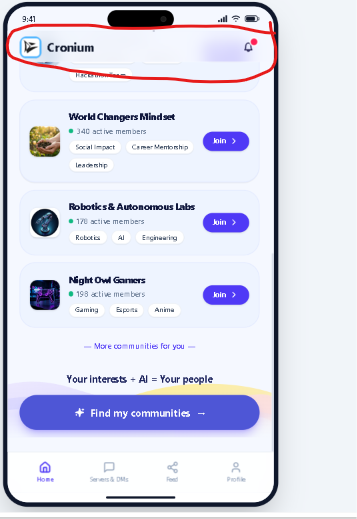 9:41
Cronium
World Changers Mindset
340 active members
Social Impact
Career Mentorship
Leadership
Join >
Robotics & Autonomous Labs
178 active members
Robotics
AI
Engineering
Join >
Night Owl Gamers
198 active members
Gaming
Esports
Anime
Join >
— More communities for you —
Your interests + AI = Your people
Find my communities →
Home
Servers & DMs
Feed
Profile